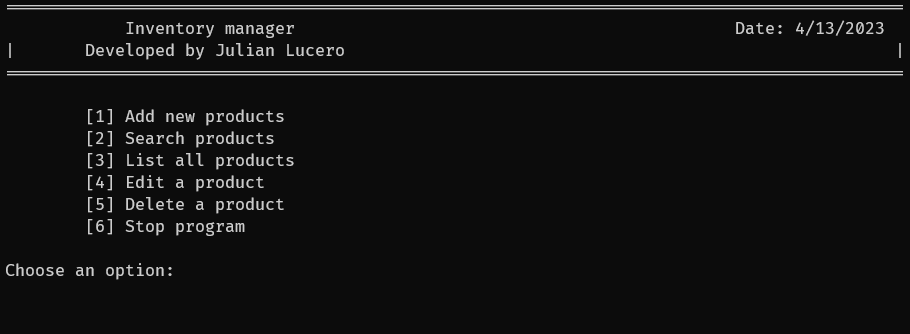 Inventory manager Date: 4/13/2023
| Developed by Julian Lucero |
[1] Add new products
[2] Search products
[3] List all products
[4] Edit a product
[5] Delete a product
[6] Stop program
Choose an option: